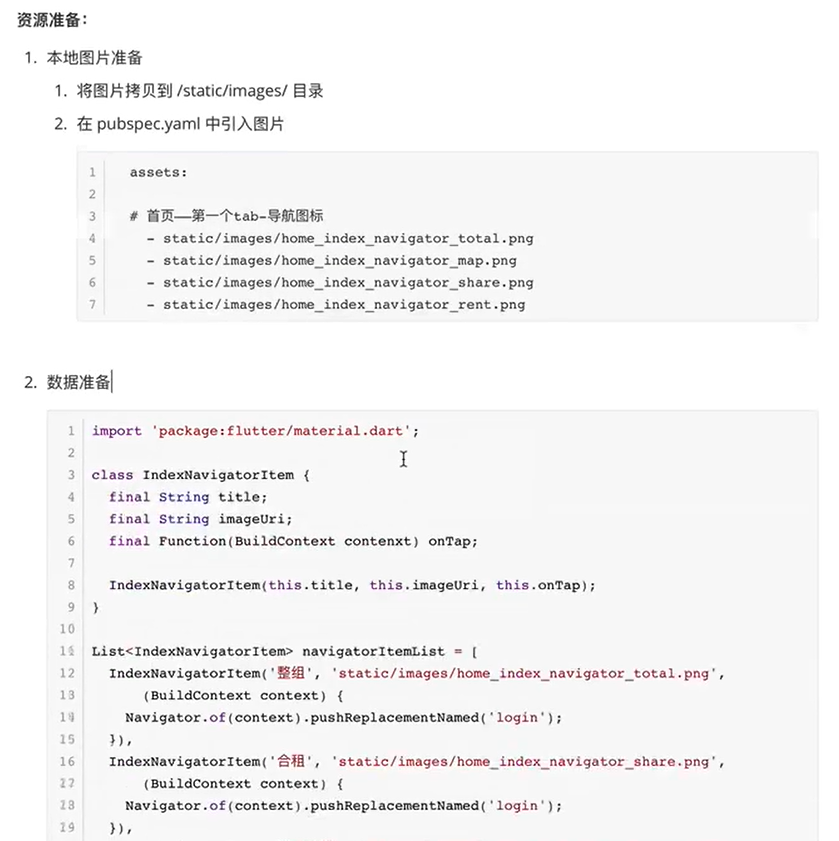 资源准备：
1. 本地图片准备
1. 将图片拷贝到 /static/images/ 目录
2. 在 pubspec.yaml 中引入图片
1 assets:
2
3 # 首页——第一个tab-导航图标
4 - static/images/home_index_navigator_total.png
5 - static/images/home_index_navigator_map.png
6 - static/images/home_index_navigator_share.png
7 - static/images/home_index_navigator_rent.png
2. 数据准备
1 import 'package:flutter/material.dart';
2
3 class IndexNavigatorItem {
4 final String title;
5 final String imageUri;
6 final Function(BuildContext contenxt) onTap;
7
8 IndexNavigatorItem(this.title, this.imageUri, this.onTap);
9 }
10
11 List<IndexNavigatorItem> navigatorItemList = [
12 IndexNavigatorItem('整组', 'static/images/home_index_navigator_total.png',
13 (BuildContext context) {
14 Navigator.of(context).pushReplacementNamed('login');
15 }),
16 IndexNavigatorItem('合租', 'static/images/home_index_navigator_share.png',
17 (BuildContext context) {
18 Navigator.of(context).pushReplacementNamed('login');
19 }),